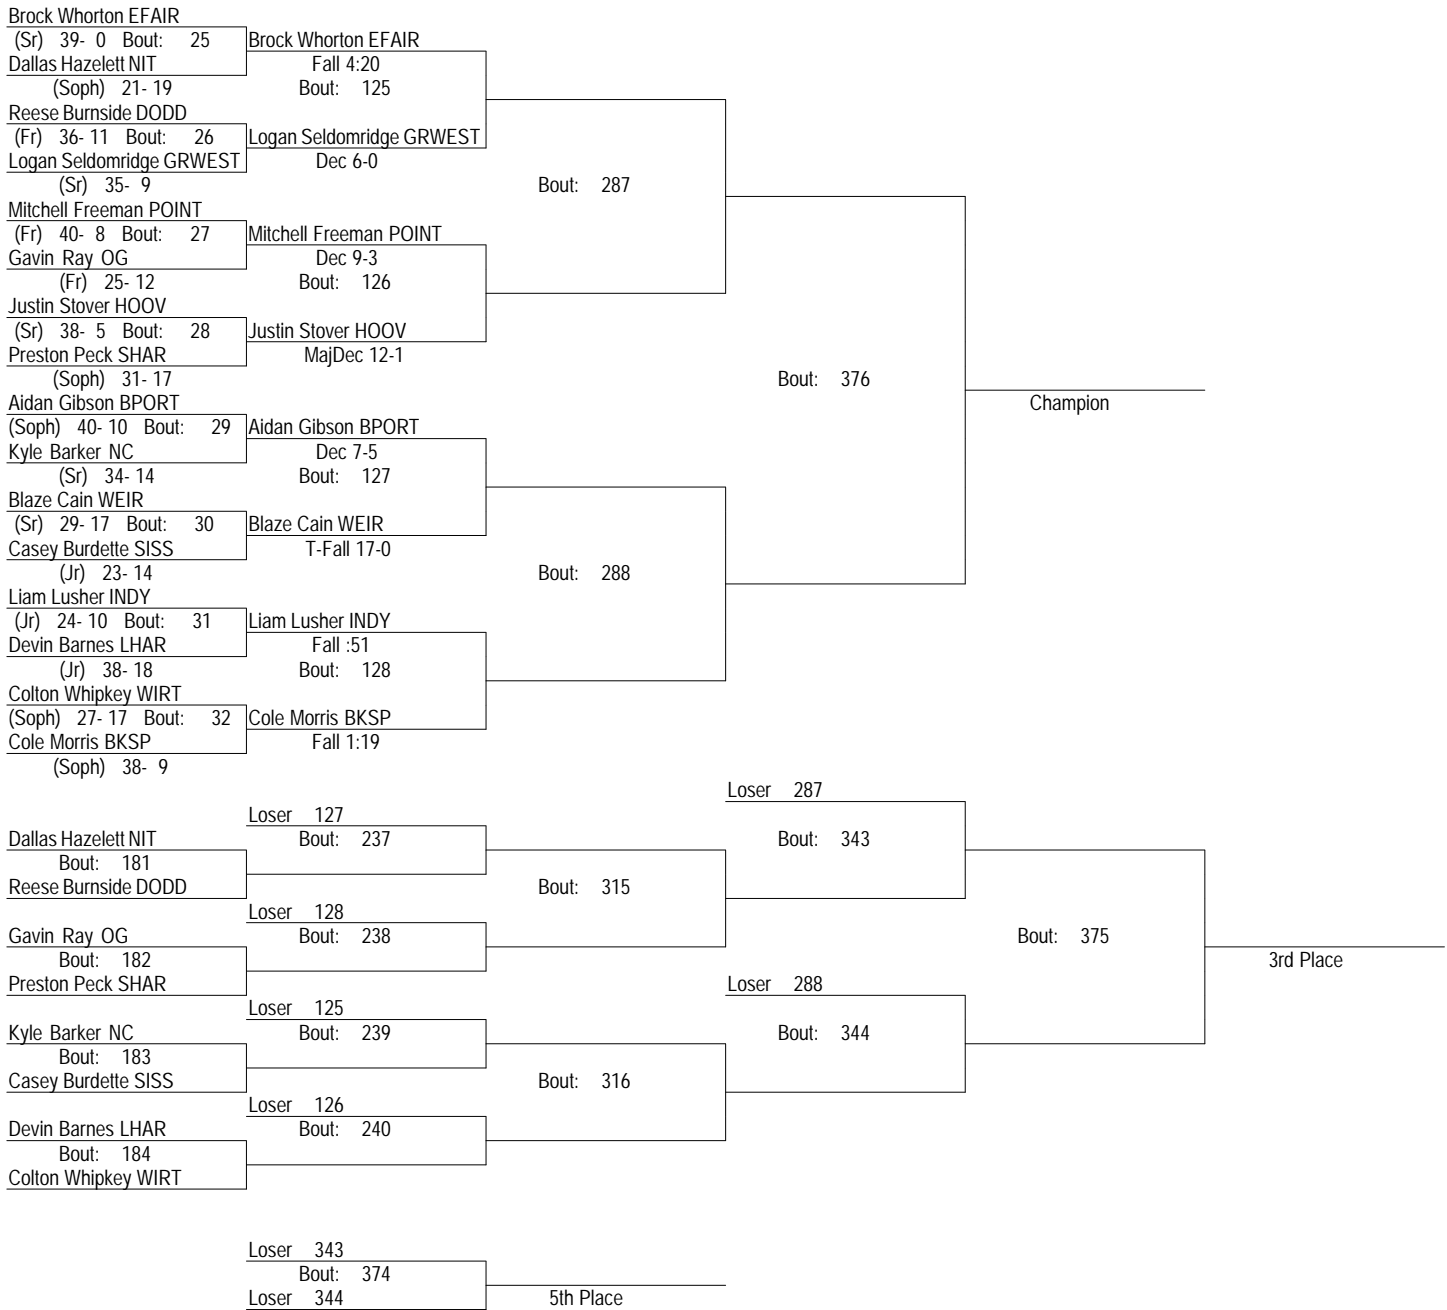 Brock Whorton EFAIR
(Sr) 39- 0 Bout: 25 Brock Whorton EFAIR
Dallas Hazelett NIT Fall 4:20
(Soph) 21- 19 Bout: 125
Reese Burnside DODD
(Fr) 36- 11 Bout: 26 Logan Seldomridge GRWEST
Logan Seldomridge GRWEST Dec 6-0
(Sr) 35- 9 Bout: 287
Mitchell Freeman POINT
(Fr) 40- 8 Bout: 27 Mitchell Freeman POINT
Gavin Ray OG Dec 9-3
(Fr) 25- 12 Bout: 126
Justin Stover HOOV
(Sr) 38- 5 Bout: 28 Justin Stover HOOV
Preston Peck SHAR MajDec 12-1
(Soph) 31- 17 Bout: 376
Aidan Gibson BPORT Champion
(Soph) 40- 10 Bout: 29 Aidan Gibson BPORT
Kyle Barker NC Dec 7-5
(Sr) 34- 14 Bout: 127
Blaze Cain WEIR
(Sr) 29- 17 Bout: 30 Blaze Cain WEIR
Casey Burdette SISS T-Fall 17-0
(Jr) 23- 14 Bout: 288
Liam Lusher INDY
(Jr) 24- 10 Bout: 31 Liam Lusher INDY
Devin Barnes LHAR Fall :51
(Jr) 38- 18 Bout: 128
Colton Whipkey WIRT
(Soph) 27- 17 Bout: 32 Cole Morris BKSP
Cole Morris BKSP Fall 1:19
(Soph) 38- 9
Loser 287
Loser 127
Dallas Hazelett NIT Bout: 237 Bout: 343
Bout: 181
Reese Burnside DODD Bout: 315
Loser 128
Gavin Ray OG Bout: 238 Bout: 375
Bout: 182 3rd Place
Preston Peck SHAR Loser 288
Loser 125
Kyle Barker NC Bout: 239 Bout: 344
Bout: 183
Casey Burdette SISS Bout: 316
Loser 126
Devin Barnes LHAR Bout: 240
Bout: 184
Colton Whipkey WIRT
Loser 343
Bout: 374
Loser 344 5th Place